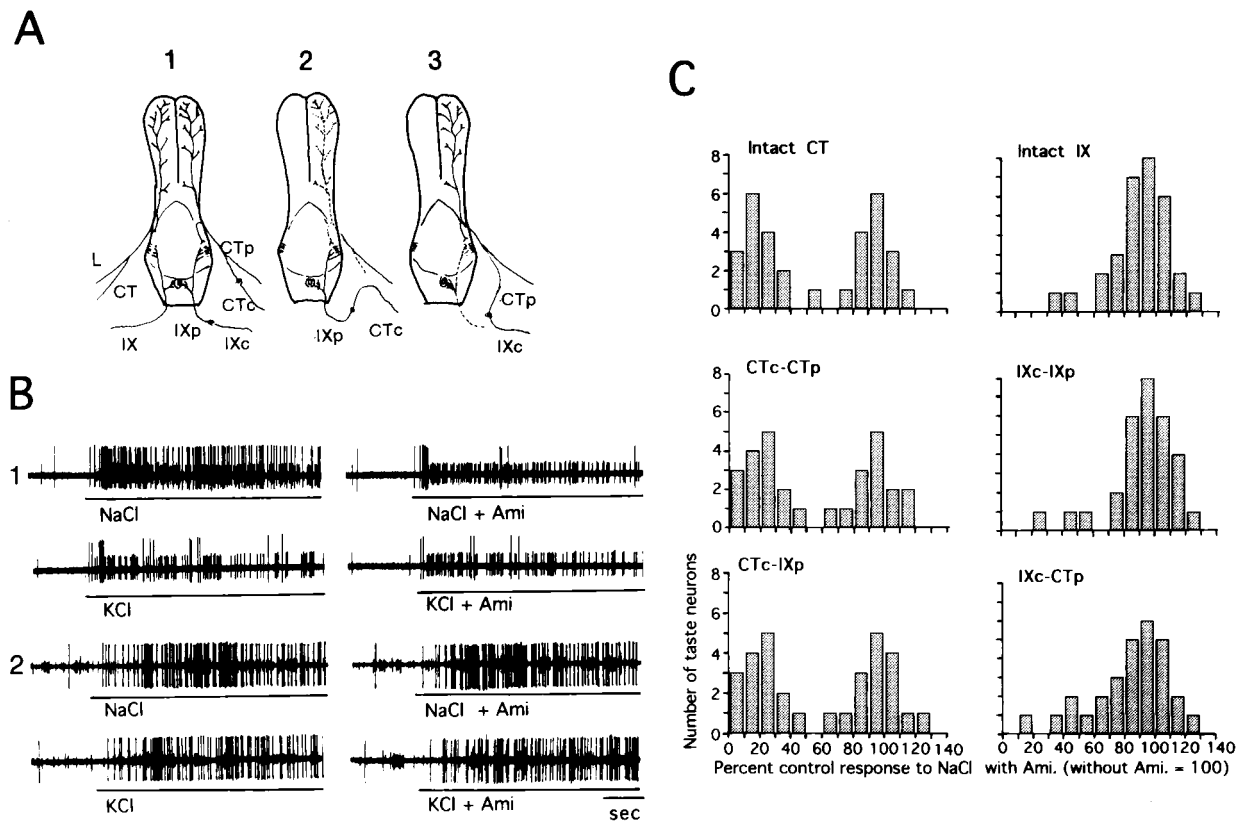 A
1 2 3
L
CT
CTp
CTc
IX
IXp
IXc
IXp
CTc
CTp
IXc
B
1
NaCl
NaCl + Ami
KCl
KCl + Ami
2
NaCl
NaCl + Ami
KCl
KCl + Ami
sec
C
Intact CT
8
6
4
2
0
Intact IX
CTc-CTp
8
6
4
2
0
IXc-IXp
CTc-IXp
8
6
4
2
0
IXc-CTp
Number of taste neurons
0 20 40 60 80 100 120 140
0 20 40 60 80 100 120 140
Percent control response to NaCl with Ami. (without Ami. = 100)